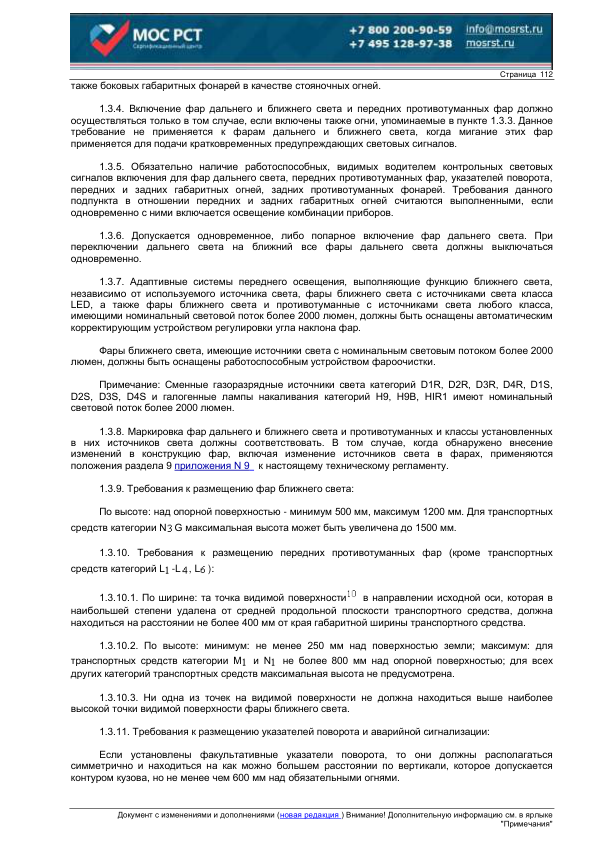 МОС РСТ
Сертификационный центр
+7 800 200-90-59 info@mosrst.ru
+7 495 128-97-38 mosrst.ru
Страница 112
также боковых габаритных фонарей в качестве стояночных огней.
1.3.4. Включение фар дальнего и ближнего света и передних противотуманных фар должно
осуществляться только в том случае, если включены также огни, упоминаемые в пункте 1.3.3. Данное
требование не применяется к фарам дальнего и ближнего света, когда мигание этих фар
применяется для подачи кратковременных предупреждающих световых сигналов.
1.3.5. Обязательно наличие работоспособных, видимых водителем контрольных световых
сигналов включения для фар дальнего света, передних противотуманных фар, указателей поворота,
передних и задних габаритных огней, задних противотуманных фонарей. Требования данного
подпункта в отношении передних и задних габаритных огней считаются выполненными, если
одновременно с ними включается освещение комбинации приборов.
1.3.6. Допускается одновременное, либо попарное включение фар дальнего света. При
переключении дальнего света на ближний все фары дальнего света должны выключаться
одновременно.
1.3.7. Адаптивные системы переднего освещения, выполняющие функцию ближнего света,
независимо от используемого источника света, фары ближнего света с источниками света класса
LED, а также фары ближнего света и противотуманные с источниками света любого класса,
имеющими номинальный световой поток более 2000 люмен, должны быть оснащены автоматическим
корректирующим устройством регулировки угла наклона фар.
Фары ближнего света, имеющие источники света с номинальным световым потоком более 2000
люмен, должны быть оснащены работоспособным устройством фароочистки.
Примечание: Сменные газоразрядные источники света категорий D1R, D2R, D3R, D4R, D1S,
D2S, D3S, D4S и галогенные лампы накаливания категорий H9, H9B, HIR1 имеют номинальный
световой поток более 2000 люмен.
1.3.8. Маркировка фар дальнего и ближнего света и противотуманных и классы установленных
в них источников света должны соответствовать. В том случае, когда обнаружено внесение
изменений в конструкцию фар, включая изменение источников света в фарах, применяются
положения раздела 9 приложения N 9 к настоящему техническому регламенту.
1.3.9. Требования к размещению фар ближнего света:
По высоте: над опорной поверхностью - минимум 500 мм, максимум 1200 мм. Для транспортных
средств категории N3 G максимальная высота может быть увеличена до 1500 мм.
1.3.10. Требования к размещению передних противотуманных фар (кроме транспортных
средств категорий L1 -L4, L6 ):
1.3.10.1. По ширине: та точка видимой поверхности10 в направлении исходной оси, которая в
наибольшей степени удалена от средней продольной плоскости транспортного средства, должна
находиться на расстоянии не более 400 мм от края габаритной ширины транспортного средства.
1.3.10.2. По высоте: минимум: не менее 250 мм над поверхностью земли; максимум: для
транспортных средств категории M1 и N1 не более 800 мм над опорной поверхностью; для всех
других категорий транспортных средств максимальная высота не предусмотрена.
1.3.10.3. Ни одна из точек на видимой поверхности не должна находиться выше наиболее
высокой точки видимой поверхности фары ближнего света.
1.3.11. Требования к размещению указателей поворота и аварийной сигнализации:
Если установлены факультативные указатели поворота, то они должны располагаться
симметрично и находиться на как можно большем расстоянии по вертикали, которое допускается
контуром кузова, но не менее чем 600 мм над обязательными огнями.
Документ с изменениями и дополнениями (новая редакция ) Внимание! Дополнительную информацию см. в ярлыке
"Примечания"